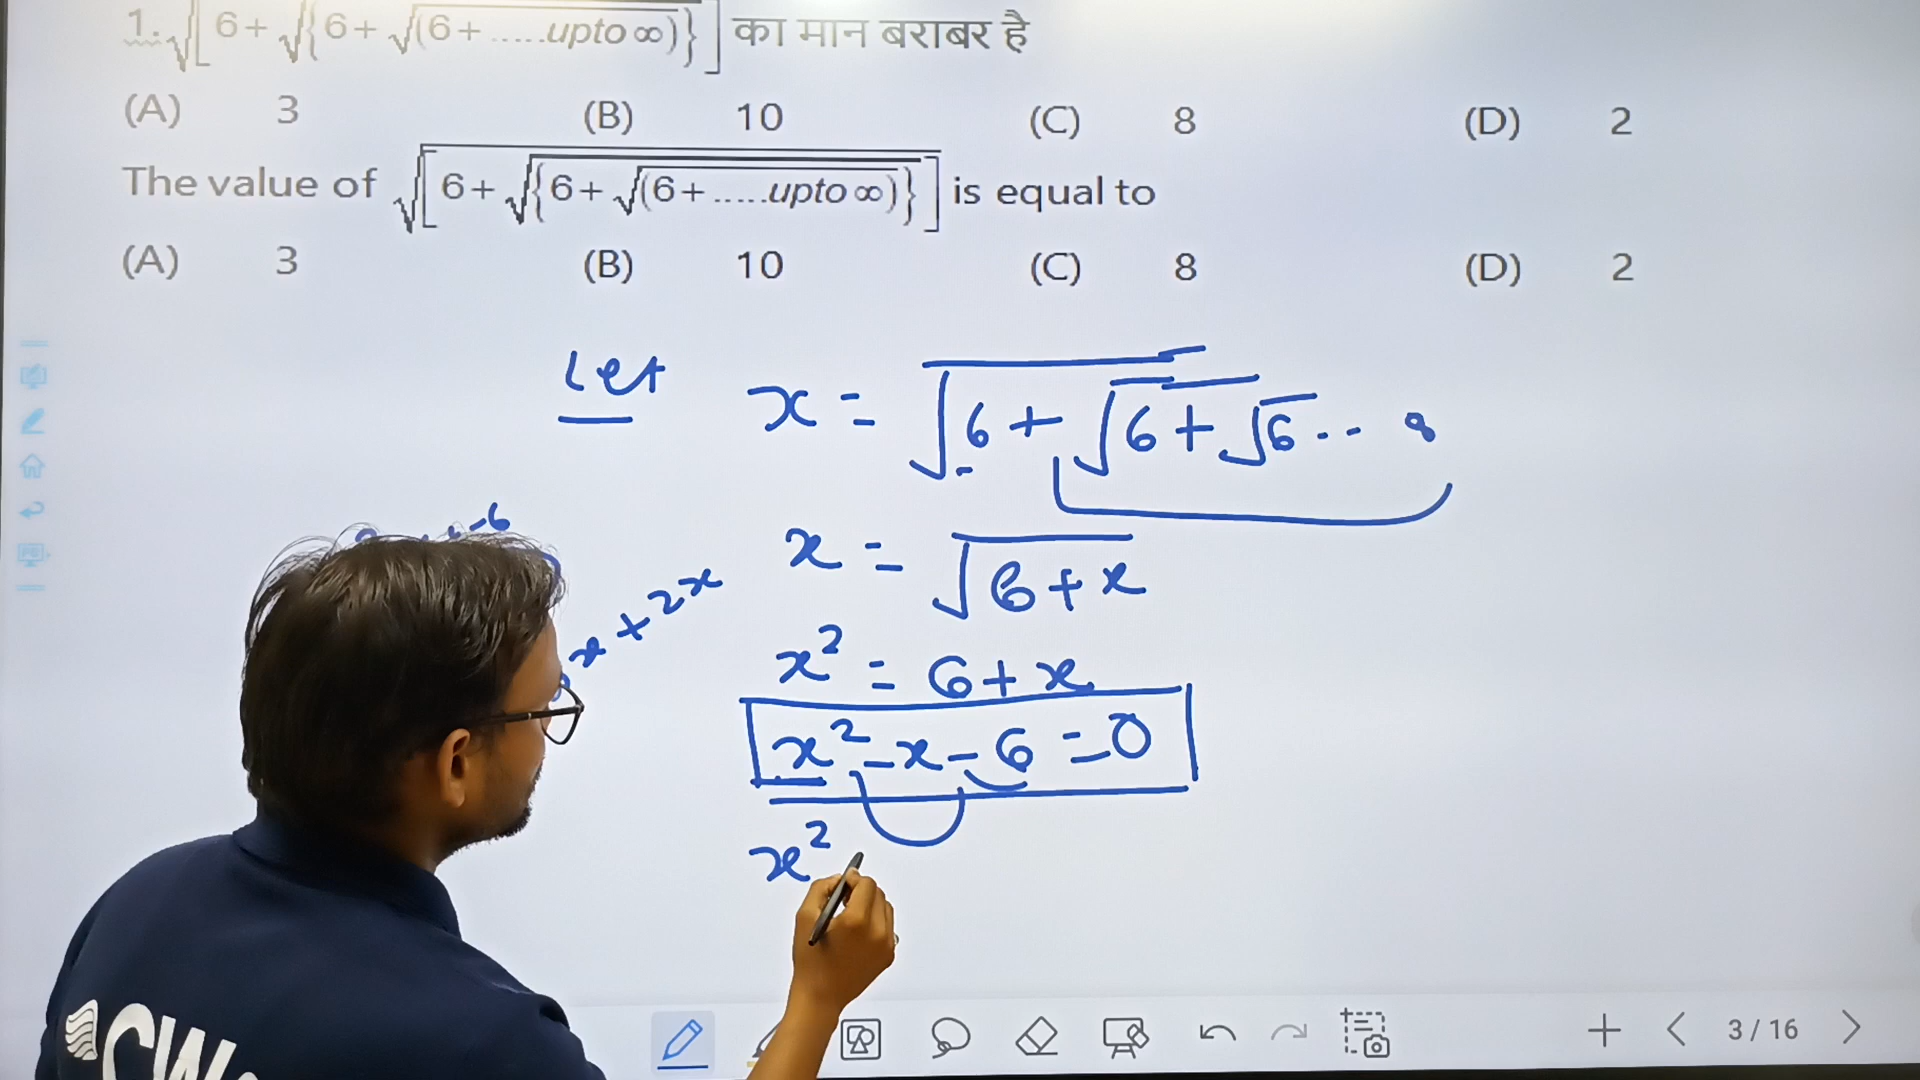 1. √[6+√{6+√(6+.....upto ∞)}] का मान बराबर है
(A) 3 (B) 10 (C) 8 (D) 2
The value of √[6+√{6+√(6+.....upto ∞)}] is equal to
(A) 3 (B) 10 (C) 8 (D) 2
Let x = √6+√6+√6.. ∞
-6
x = √6+x
x+2x
x² = 6+x
x²-x-6=0
x²
3 / 16